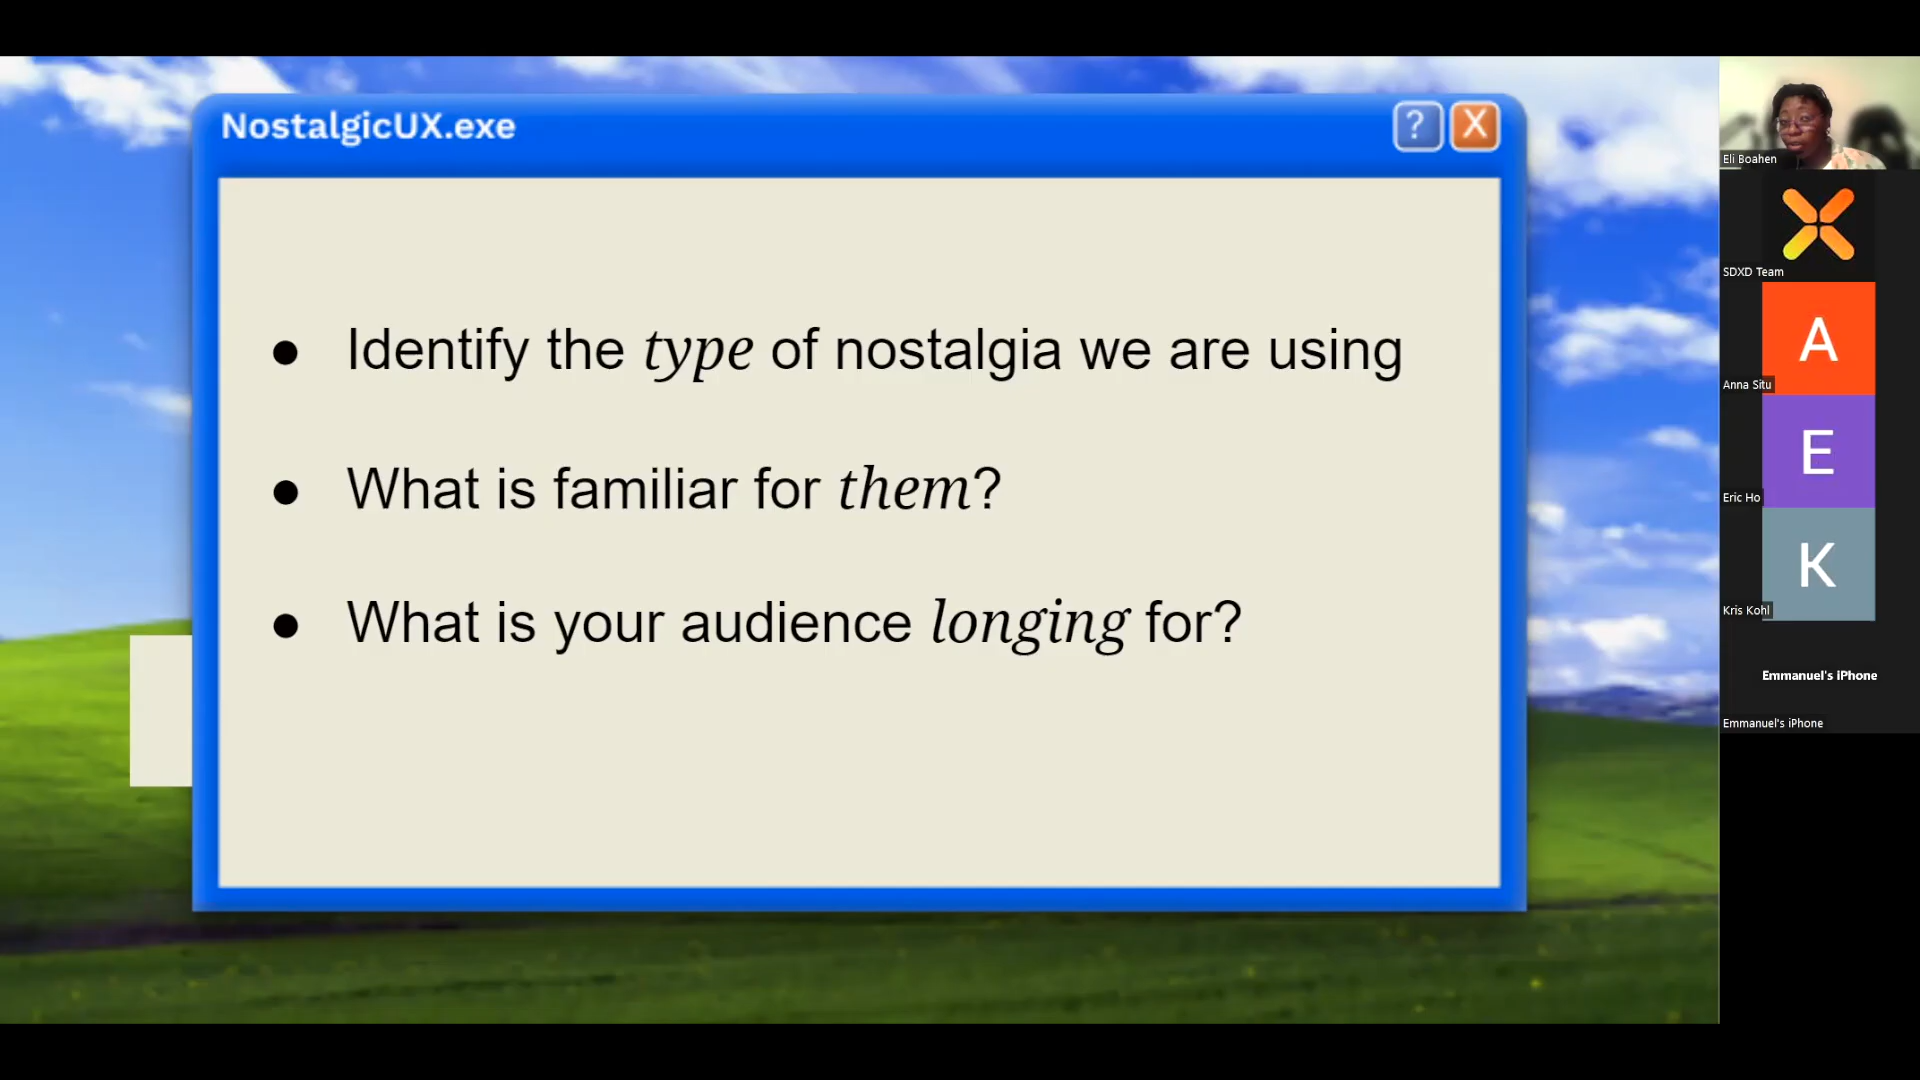 NostalgicUX.exe
? X
● Identify the type of nostalgia we are using
● What is familiar for them?
● What is your audience longing for?
Eli Boahen
SDXD Team
A
Anna Situ
E
Eric Ho
K
Kris Kohl
Emmanuel's iPhone
Emmanuel's iPhone